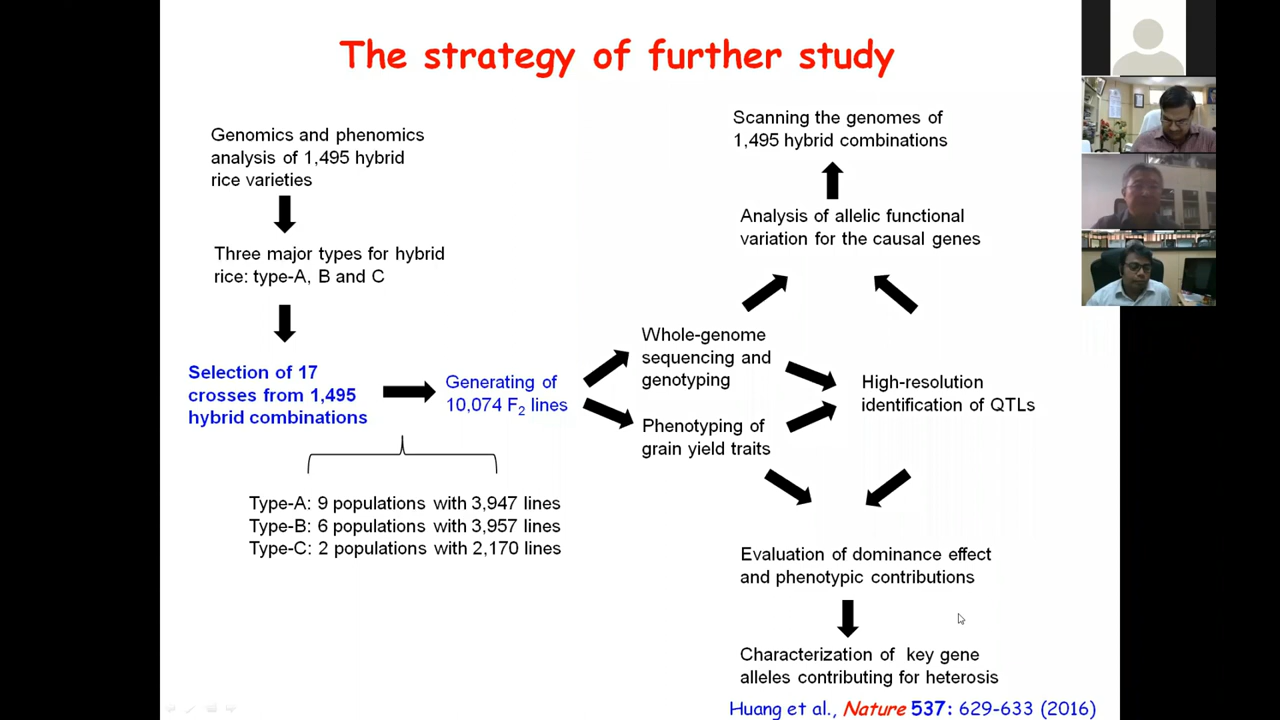 The strategy of further study
Genomics and phenomics
analysis of 1,495 hybrid
rice varieties
Three major types for hybrid
rice: type-A, B and C
Selection of 17
crosses from 1,495
hybrid combinations
Generating of
10,074 F2 lines
Type-A: 9 populations with 3,947 lines
Type-B: 6 populations with 3,957 lines
Type-C: 2 populations with 2,170 lines
Whole-genome
sequencing and
genotyping
Phenotyping of
grain yield traits
Scanning the genomes of
1,495 hybrid combinations
Analysis of allelic functional
variation for the causal genes
High-resolution
identification of QTLs
Evaluation of dominance effect
and phenotypic contributions
Characterization of key gene
alleles contributing for heterosis
Huang et al., Nature 537: 629-633 (2016)